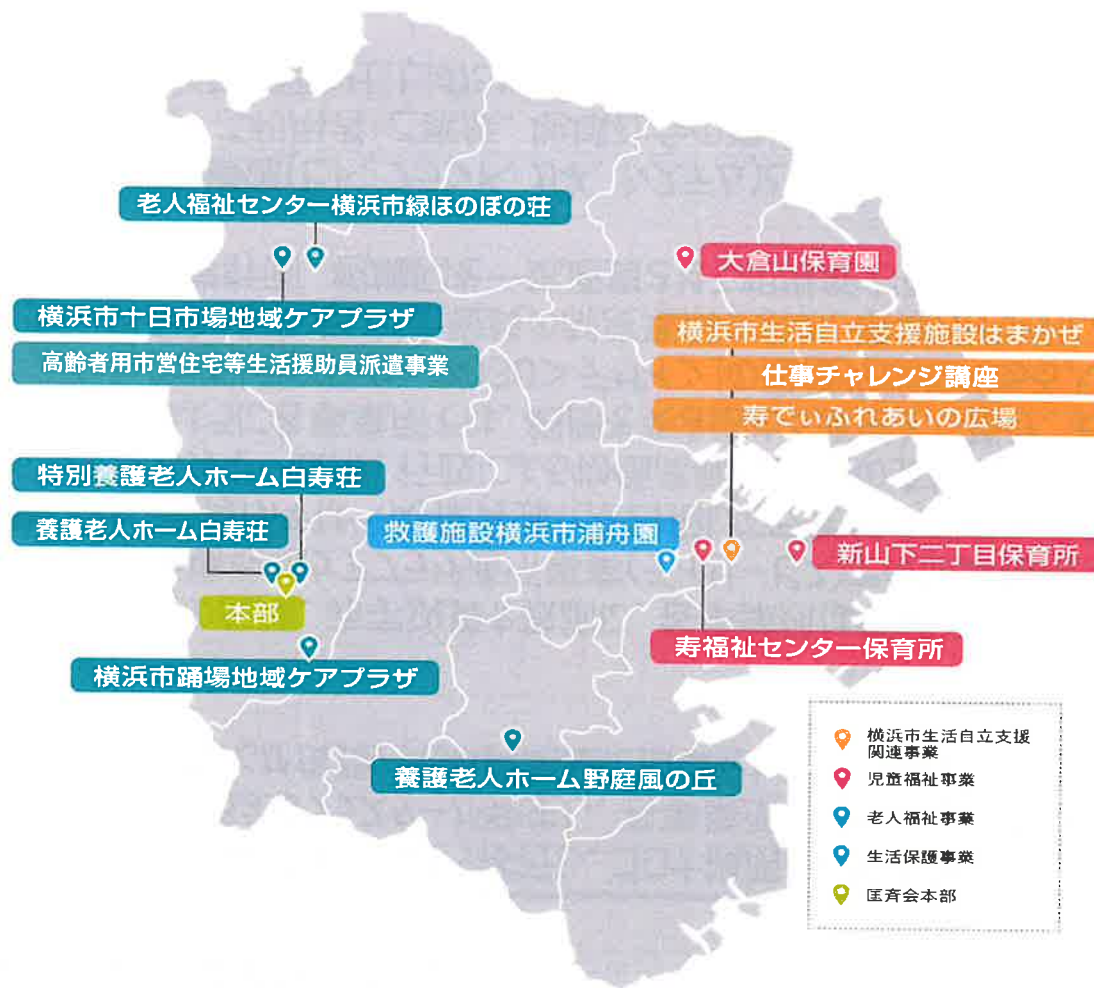 老人福祉センター横浜市緑ほのぼの荘
大倉山保育園
横浜市十日市場地域ケアプラザ
高齢者用市営住宅等生活援助員派遣事業
横浜市生活自立支援施設はまかぜ
仕事チャレンジ講座
寿でぃふれあいの広場
特別養護老人ホーム白寿荘
養護老人ホーム白寿荘
救護施設横浜市浦舟園
新山下二丁目保育所
本部
寿福祉センター保育所
横浜市踊場地域ケアプラザ
養護老人ホーム野庭風の丘
横浜市生活自立支援
関連事業
児童福祉事業
老人福祉事業
生活保護事業
匡済会本部